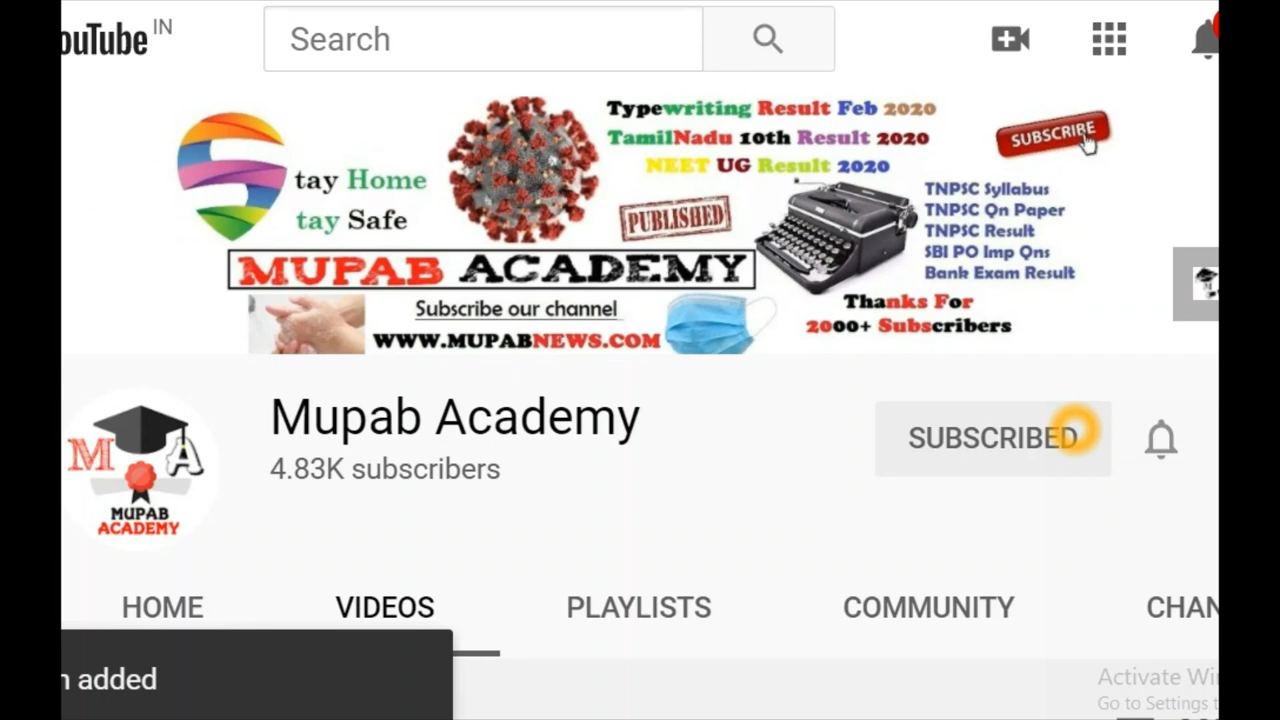 ouTube IN
Search
Typewriting Result Feb 2020
TamilNadu 10th Result 2020
NEET UG Result 2020
SUBSCRIBE
tay Home
tay Safe
PUBLISHED
TNPSC Syllabus
TNPSC Qn Paper
TNPSC Result
SBI PO Imp Qns
Bank Exam Result
MUPAB ACADEMY
Subscribe our channel
WWW.MUPABNEWS.COM
Thanks For
2000+ Subscribers
M A
MUPAB
ACADEMY
Mupab Academy
4.83K subscribers
SUBSCRIBED
HOME VIDEOS PLAYLISTS COMMUNITY CHAN
n added
Activate Wi
Go to Settings t